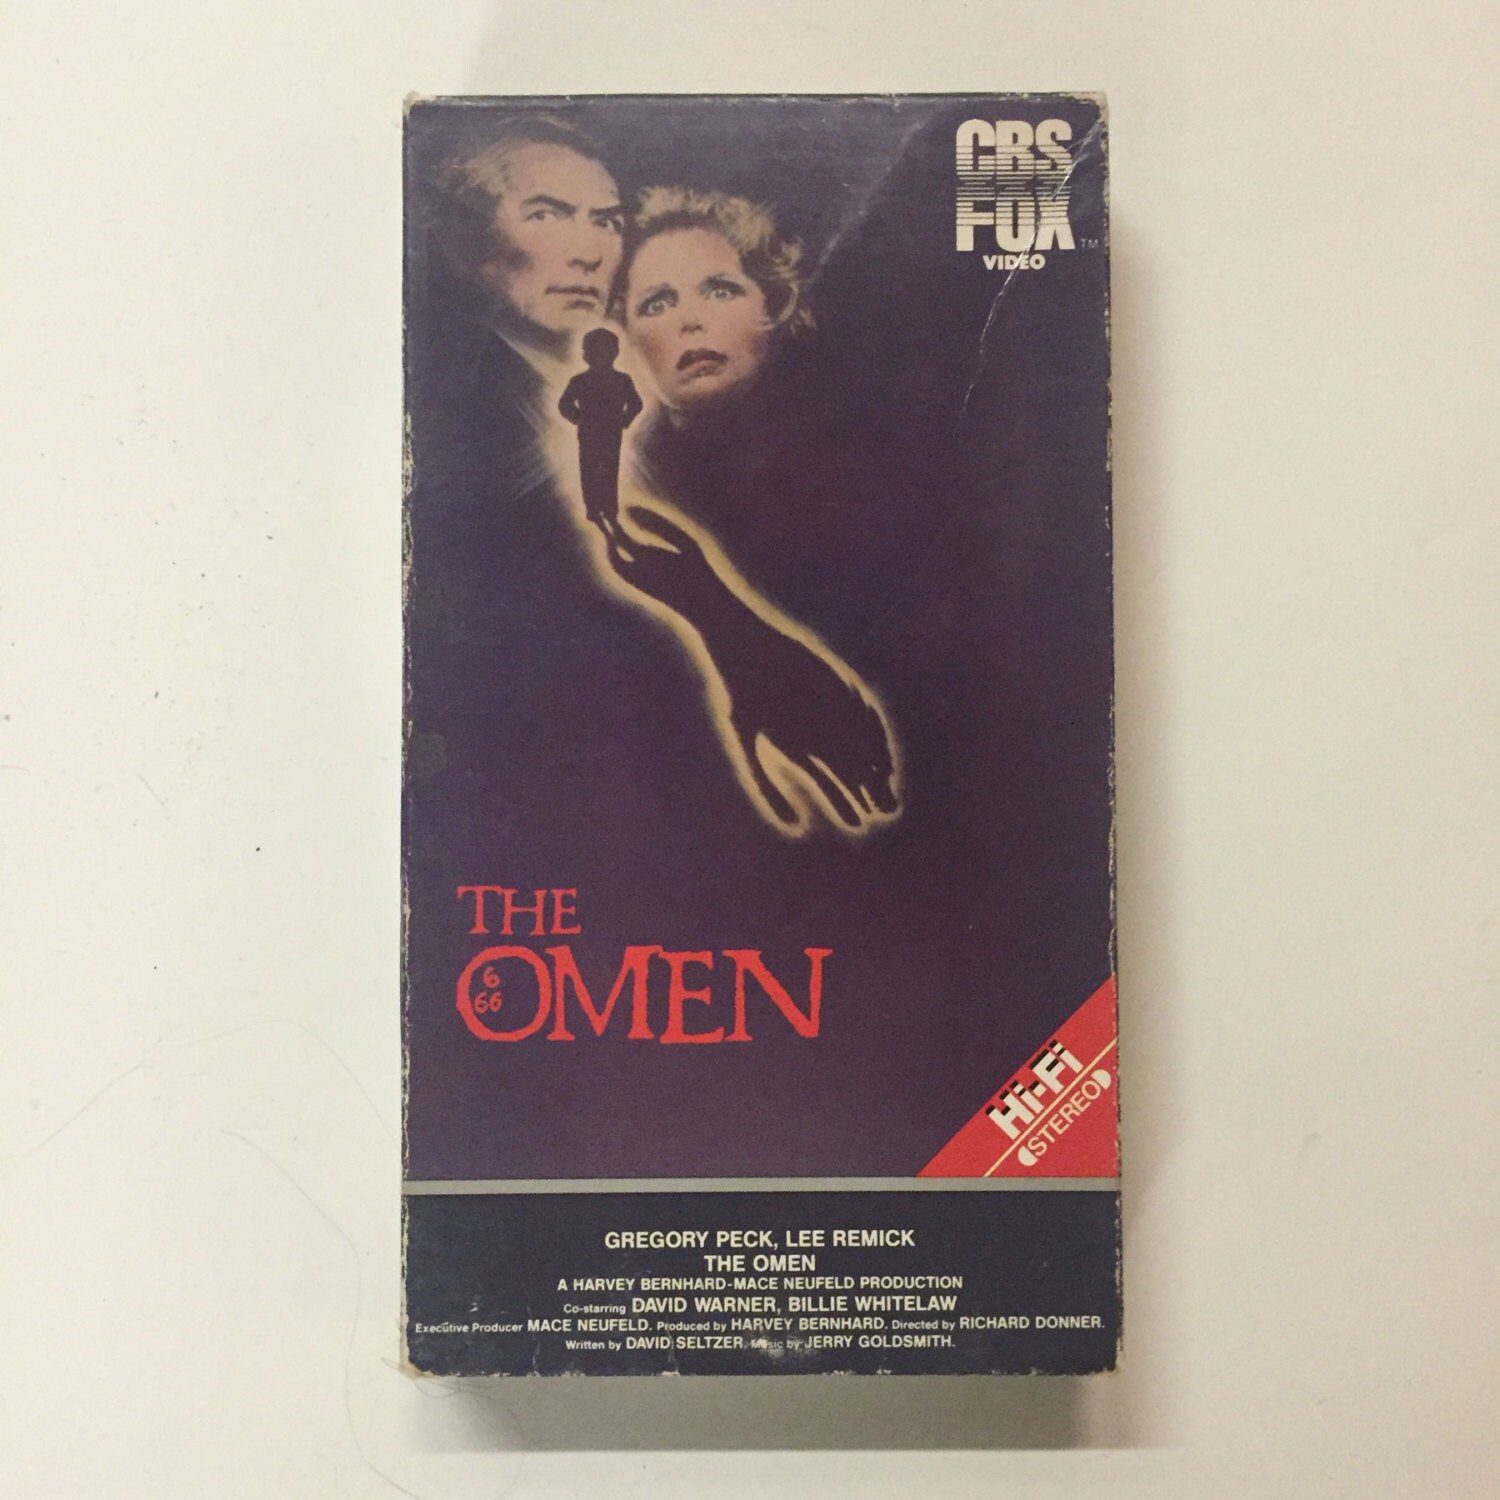 CBS
FOX
VIDEO
TM
THE
OMEN
6
66
Hi-Fi
STEREO
GREGORY PECK, LEE REMICK
THE OMEN
A HARVEY BERNHARD-MACE NEUFELD PRODUCTION
Co-starring DAVID WARNER, BILLIE WHITELAW
Executive Producer MACE NEUFELD. Produced by HARVEY BERNHARD. Directed by RICHARD DONNER.
Written by DAVID SELTZER. Music by JERRY GOLDSMITH.